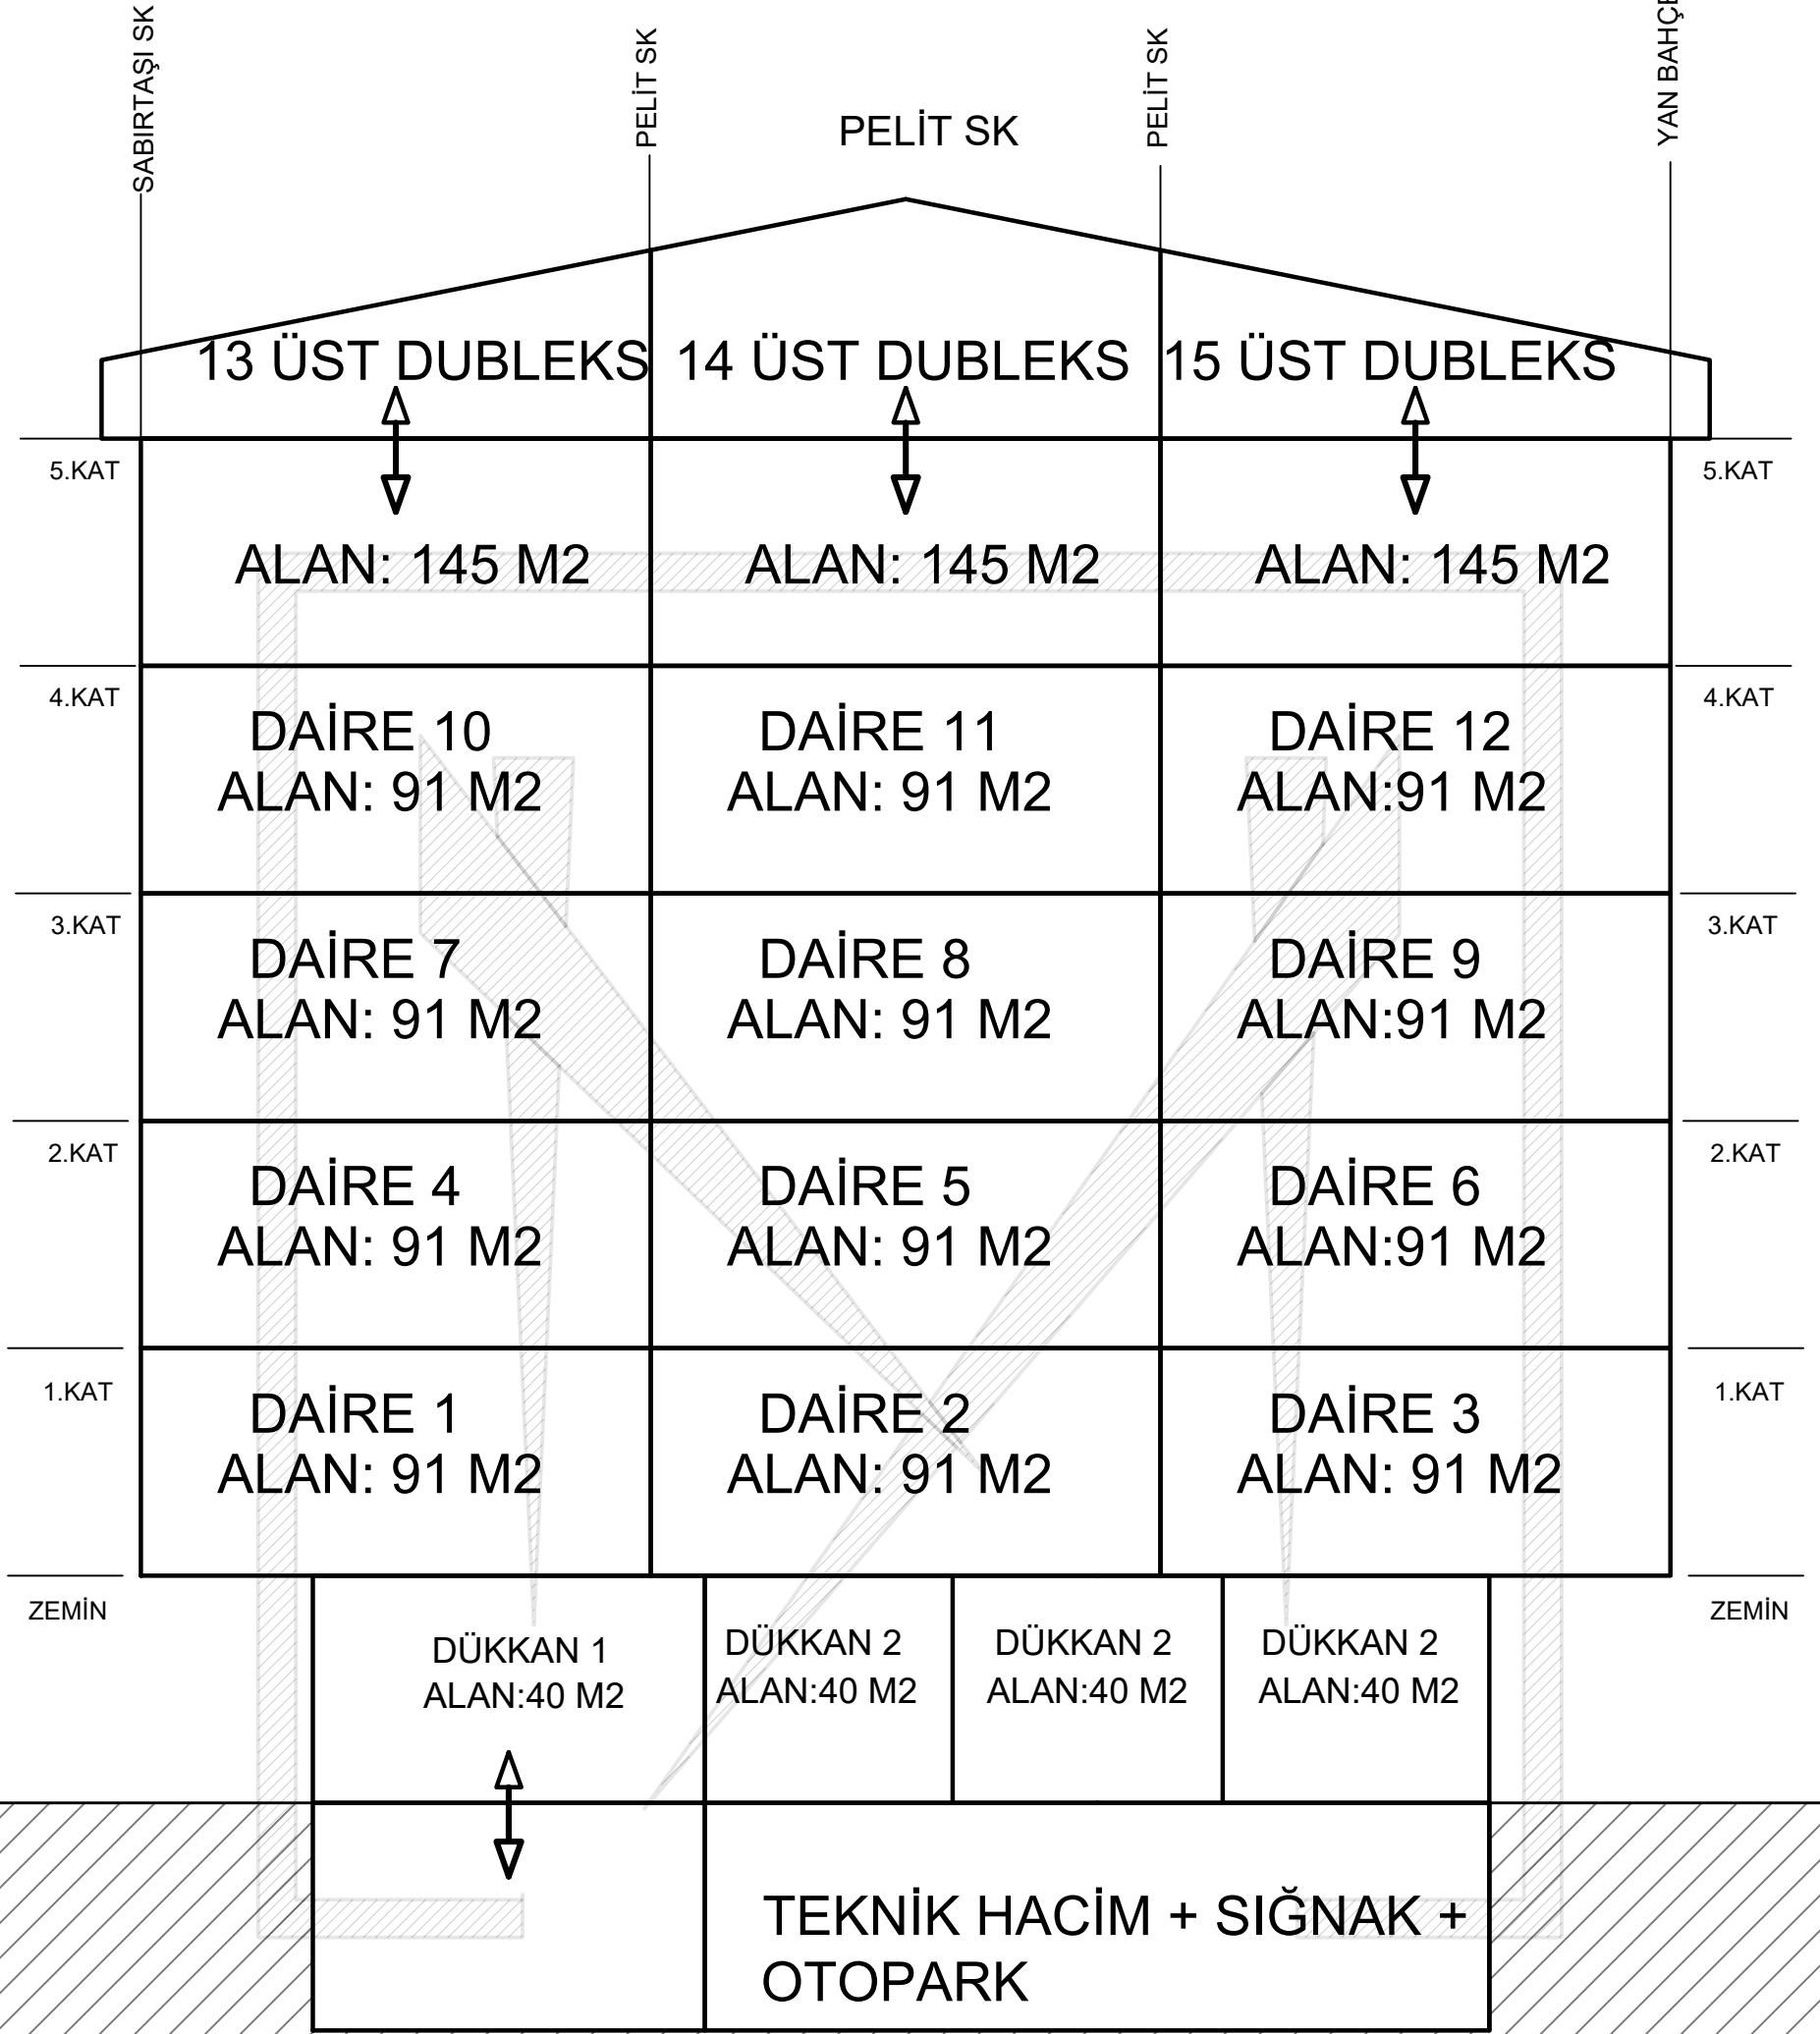 SABIRTAŞI SK
PELİT SK
PELİT SK
PELİT SK
YAN BAHÇE
13 ÜST DUBLEKS
14 ÜST DUBLEKS
15 ÜST DUBLEKS
5.KAT
5.KAT
ALAN: 145 M2
ALAN: 145 M2
ALAN: 145 M2
4.KAT
4.KAT
DAİRE 10
ALAN: 91 M2
DAİRE 11
ALAN: 91 M2
DAİRE 12
ALAN:91 M2
3.KAT
3.KAT
DAİRE 7
ALAN: 91 M2
DAİRE 8
ALAN: 91 M2
DAİRE 9
ALAN:91 M2
2.KAT
2.KAT
DAİRE 4
ALAN: 91 M2
DAİRE 5
ALAN: 91 M2
DAİRE 6
ALAN:91 M2
1.KAT
1.KAT
DAİRE 1
ALAN: 91 M2
DAİRE 2
ALAN: 91 M2
DAİRE 3
ALAN: 91 M2
ZEMİN
ZEMİN
DÜKKAN 1
ALAN:40 M2
DÜKKAN 2
ALAN:40 M2
DÜKKAN 2
ALAN:40 M2
DÜKKAN 2
ALAN:40 M2
TEKNİK HACİM + SIĞNAK +
OTOPARK